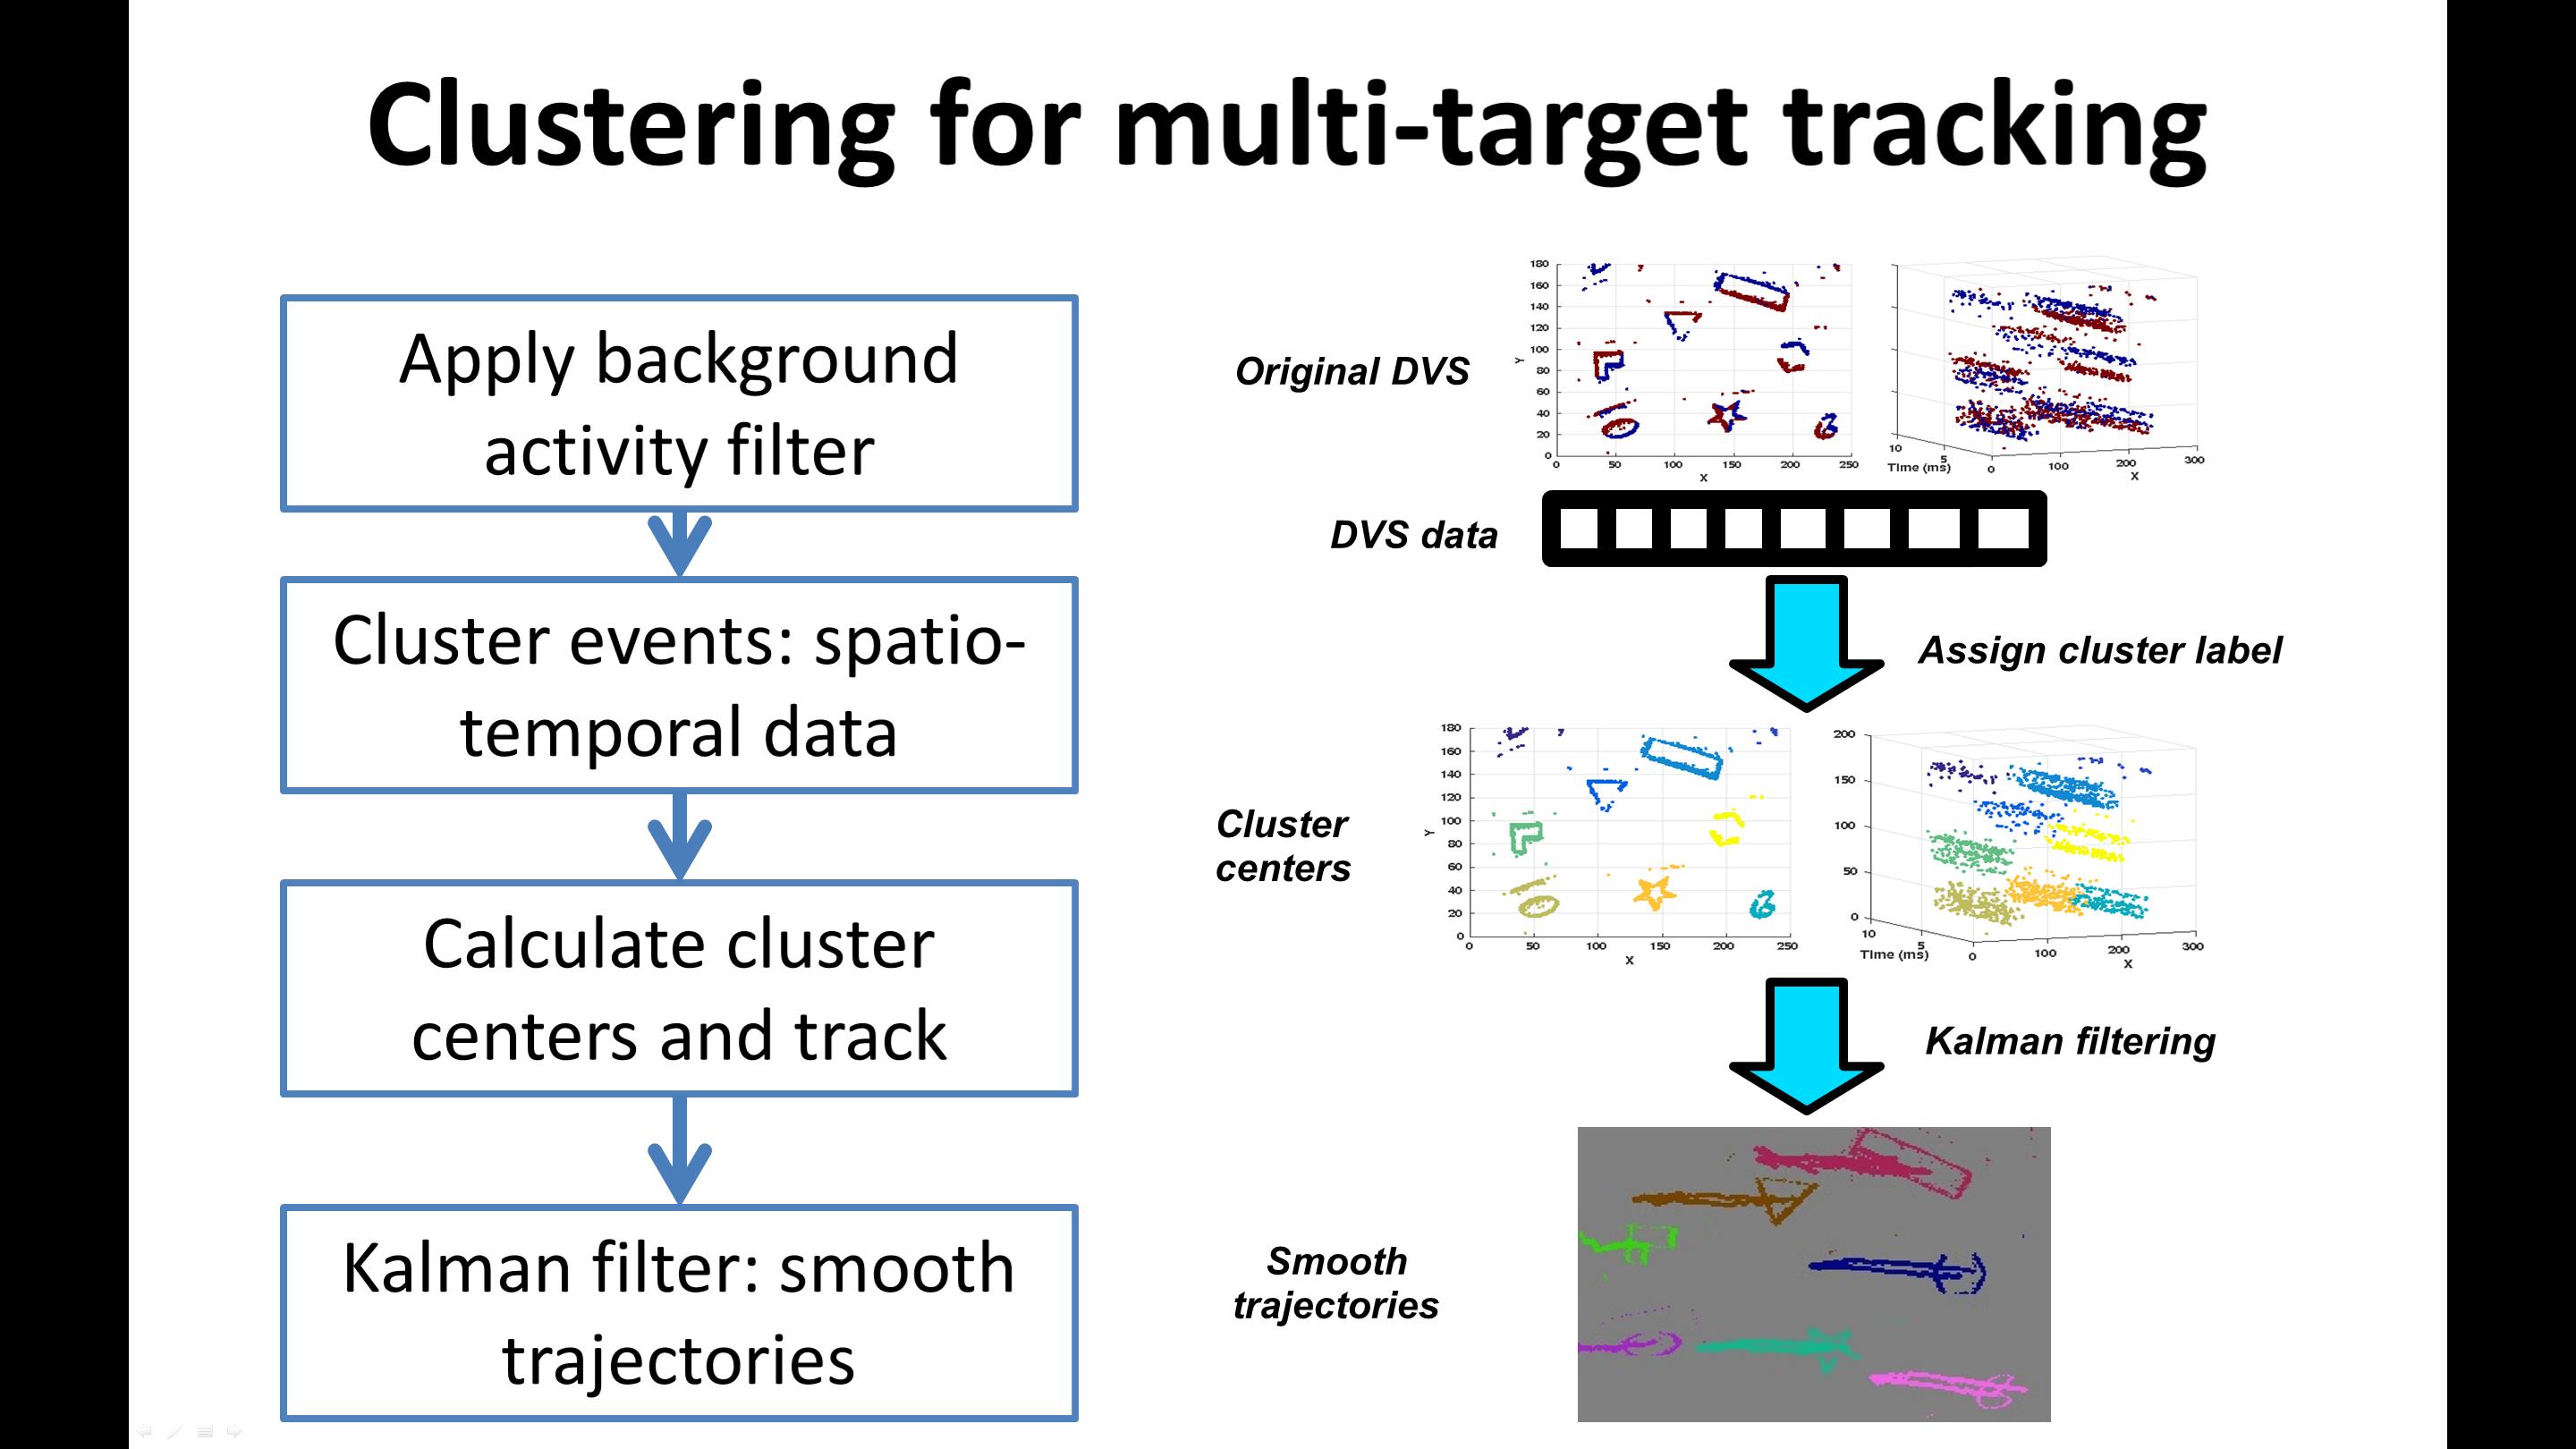 Clustering for multi-target tracking
Apply background
activity filter
Cluster events: spatio-
temporal data
Calculate cluster
centers and track
Kalman filter: smooth
trajectories
Original DVS
180
160
140
120
100
80
60
40
20
0
Y
0 50 100 150 200 250
X
10
5
Time (ms)
0 100 200 300
X
DVS data
Assign cluster label
Cluster
centers
180
160
140
120
100
80
60
40
20
0
Y
0 50 100 150 200 250
X
200
150
100
50
0
10
5
Time (ms)
0 100 200 300
X
Kalman filtering
Smooth
trajectories